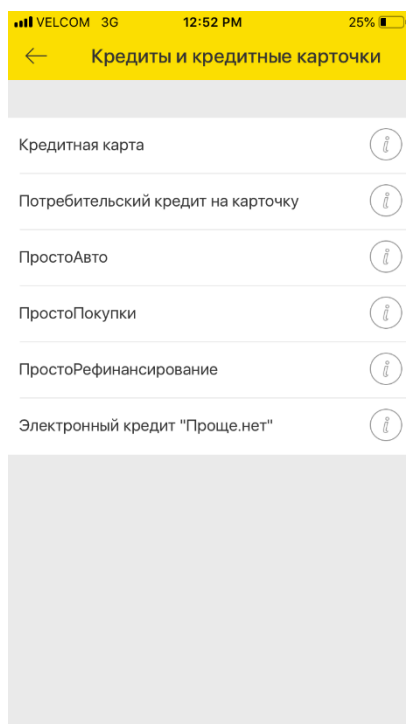 VELCOM 3G 12:52 PM 25%
Кредиты и кредитные карточки
Кредитная карта
Потребительский кредит на карточку
ПростоАвто
ПростоПокупки
ПростоРефинансирование
Электронный кредит "Проще.нет"